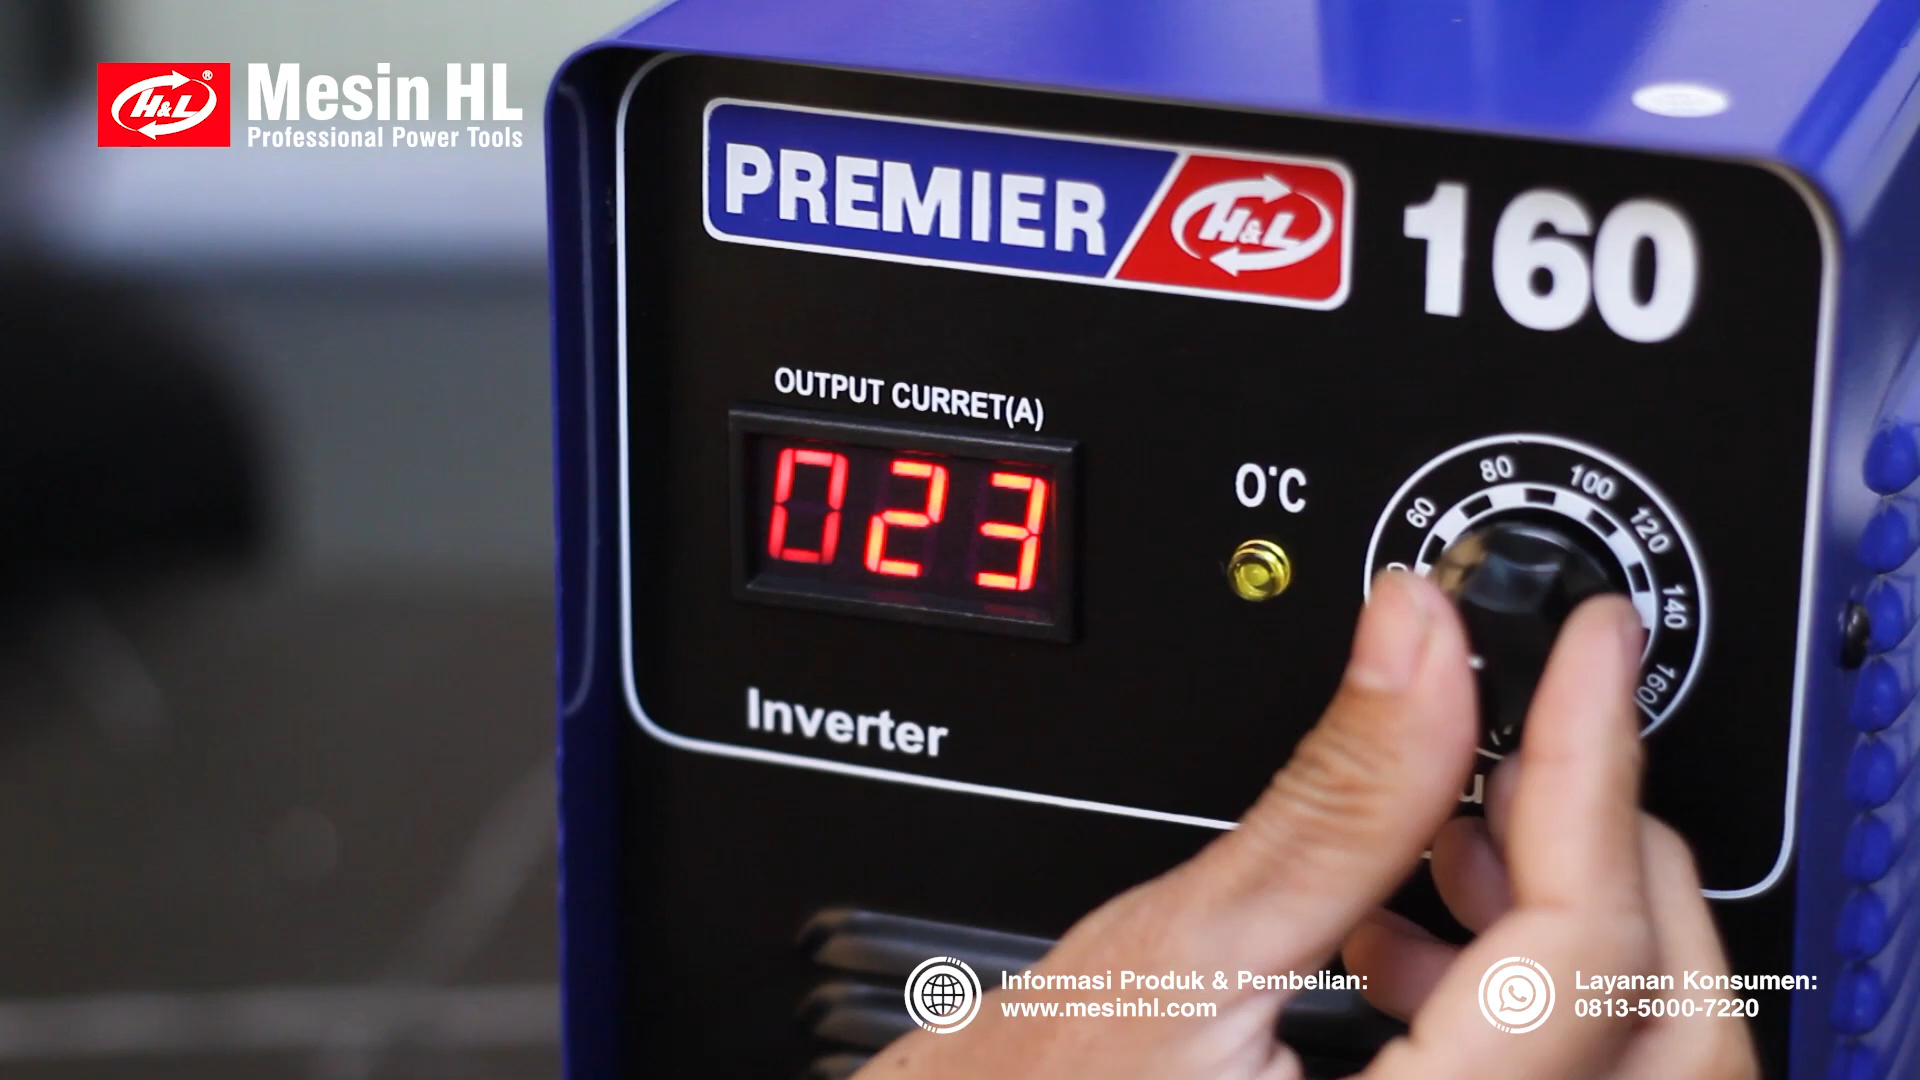 H&L®
Mesin HL
Professional Power Tools
PREMIER H&L 160
OUTPUT CURRET(A)
023
O°C
60
80
100
120
140
160
Inverter
Informasi Produk & Pembelian:
www.mesinhl.com
Layanan Konsumen:
0813-5000-7220